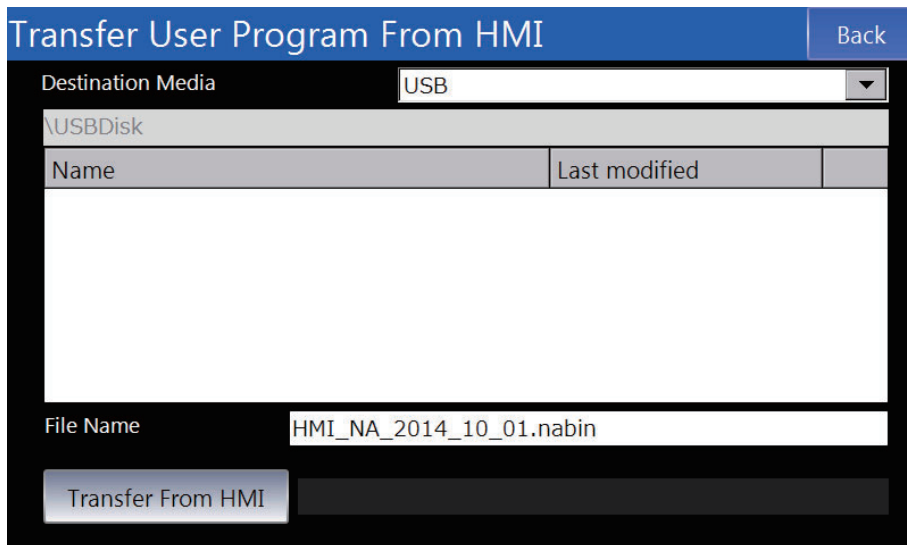 Transfer User Program From HMI Back
Destination Media USB
\USBDisk
Name Last modified
File Name HMI_NA_2014_10_01.nabin
Transfer From HMI